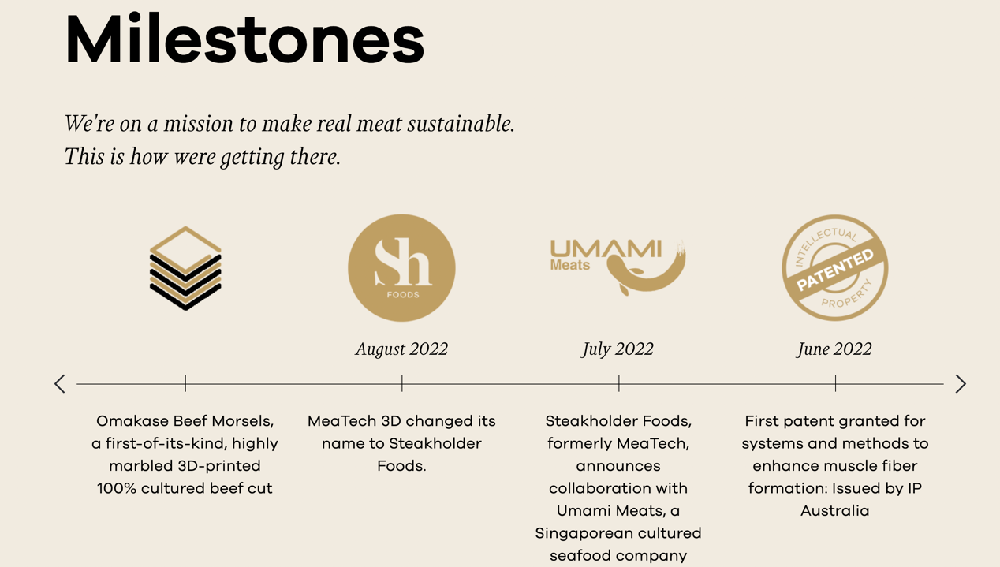 Milestones
We're on a mission to make real meat sustainable.
This is how were getting there.
Sh
FOODS
UMAMI
Meats
INTELLECTUAL
PATENTED
PROPERTY
August 2022
July 2022
June 2022
Omakase Beef Morsels,
a first-of-its-kind, highly
marbled 3D-printed
100% cultured beef cut
MeaTech 3D changed its
name to Steakholder
Foods.
Steakholder Foods,
formerly MeaTech,
announces
collaboration with
Umami Meats, a
Singaporean cultured
seafood company
First patent granted for
systems and methods to
enhance muscle fiber
formation: Issued by IP
Australia